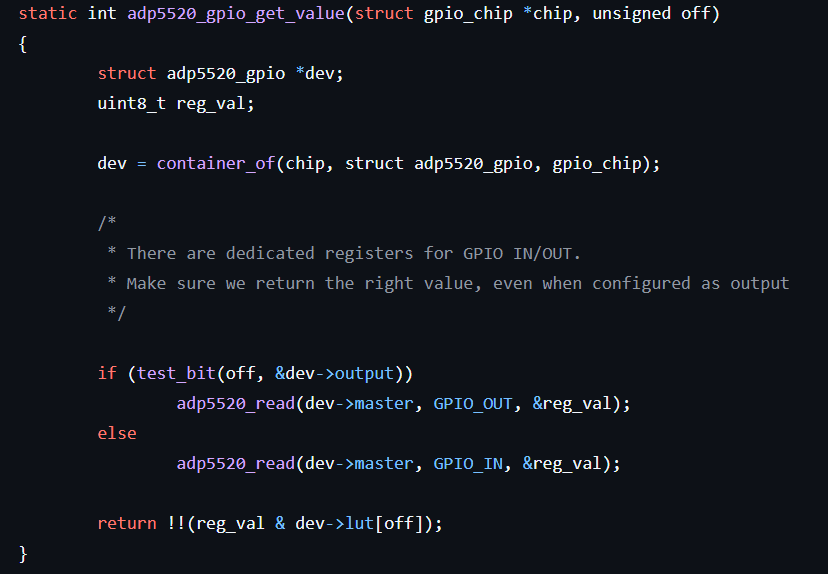 static int adp5520_gpio_get_value(struct gpio_chip *chip, unsigned off)
{
        struct adp5520_gpio *dev;
        uint8_t reg_val;

        dev = container_of(chip, struct adp5520_gpio, gpio_chip);

        /*
         * There are dedicated registers for GPIO IN/OUT.
         * Make sure we return the right value, even when configured as output
         */

        if (test_bit(off, &dev->output))
                adp5520_read(dev->master, GPIO_OUT, &reg_val);
        else
                adp5520_read(dev->master, GPIO_IN, &reg_val);

        return !!(reg_val & dev->lut[off]);
}